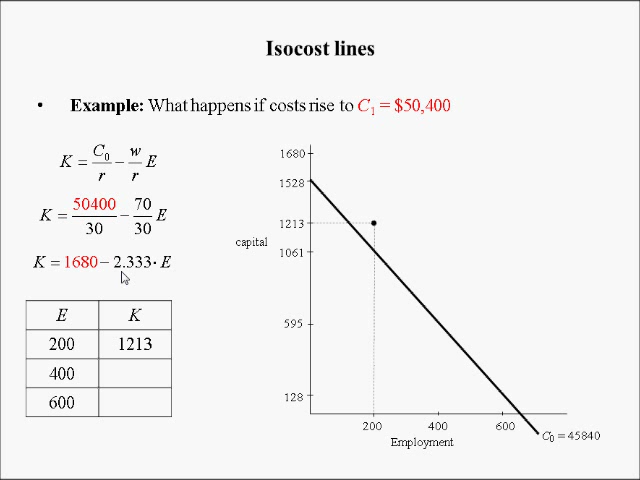 Isocost lines
• Example: What happens if costs rise to C₁ = $50,400
K = C₀/r − w/r E
K = 50400/30 − 70/30 E
K = 1680 − 2.333· E
E K
200 1213
400
600
1680
1528
1213
capital
1061
595
128
200 400 600
Employment
C₀ = 45840